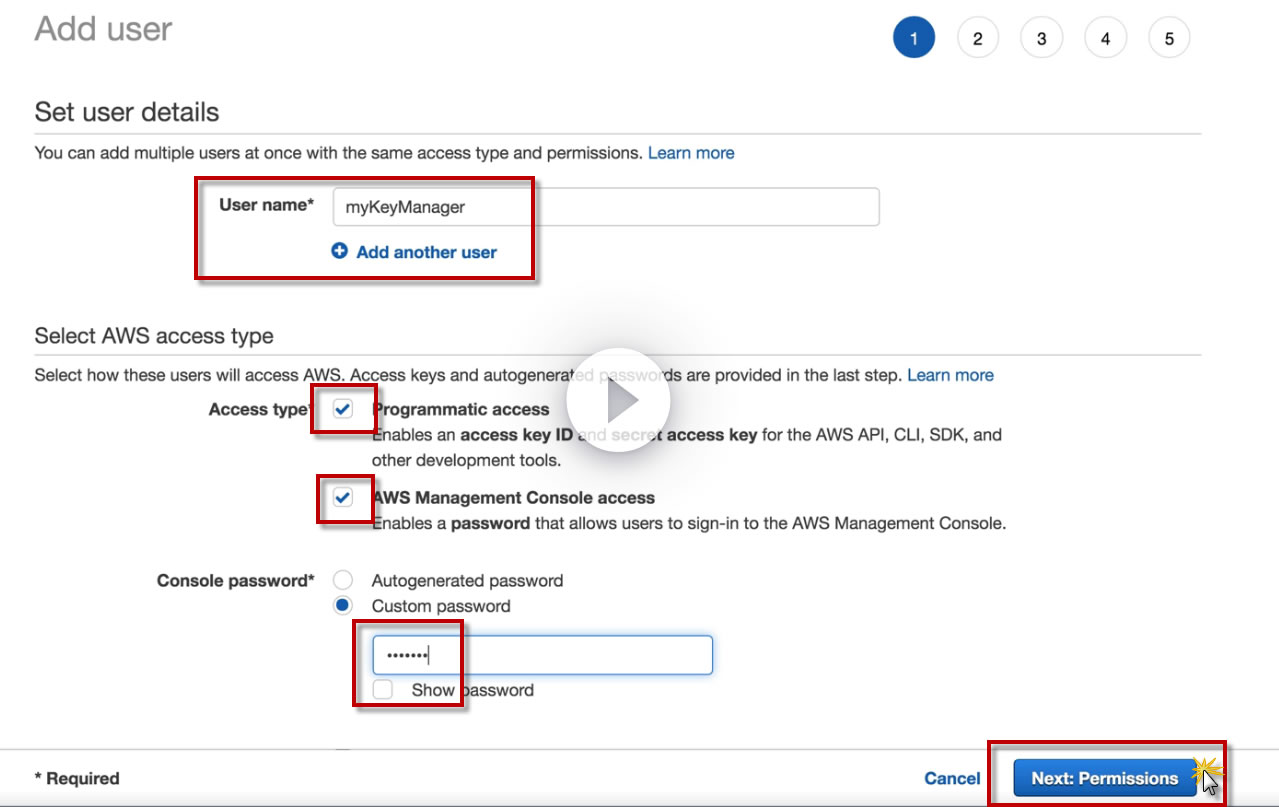 Add user
1 2 3 4 5
Set user details
You can add multiple users at once with the same access type and permissions. Learn more
User name* myKeyManager
Add another user
Select AWS access type
Select how these users will access AWS. Access keys and autogenerated passwords are provided in the last step. Learn more
Access type* Programmatic access
Enables an access key ID and secret access key for the AWS API, CLI, SDK, and
other development tools.
AWS Management Console access
Enables a password that allows users to sign-in to the AWS Management Console.
Console password* Autogenerated password
Custom password
•••••••
Show password
* Required Cancel Next: Permissions